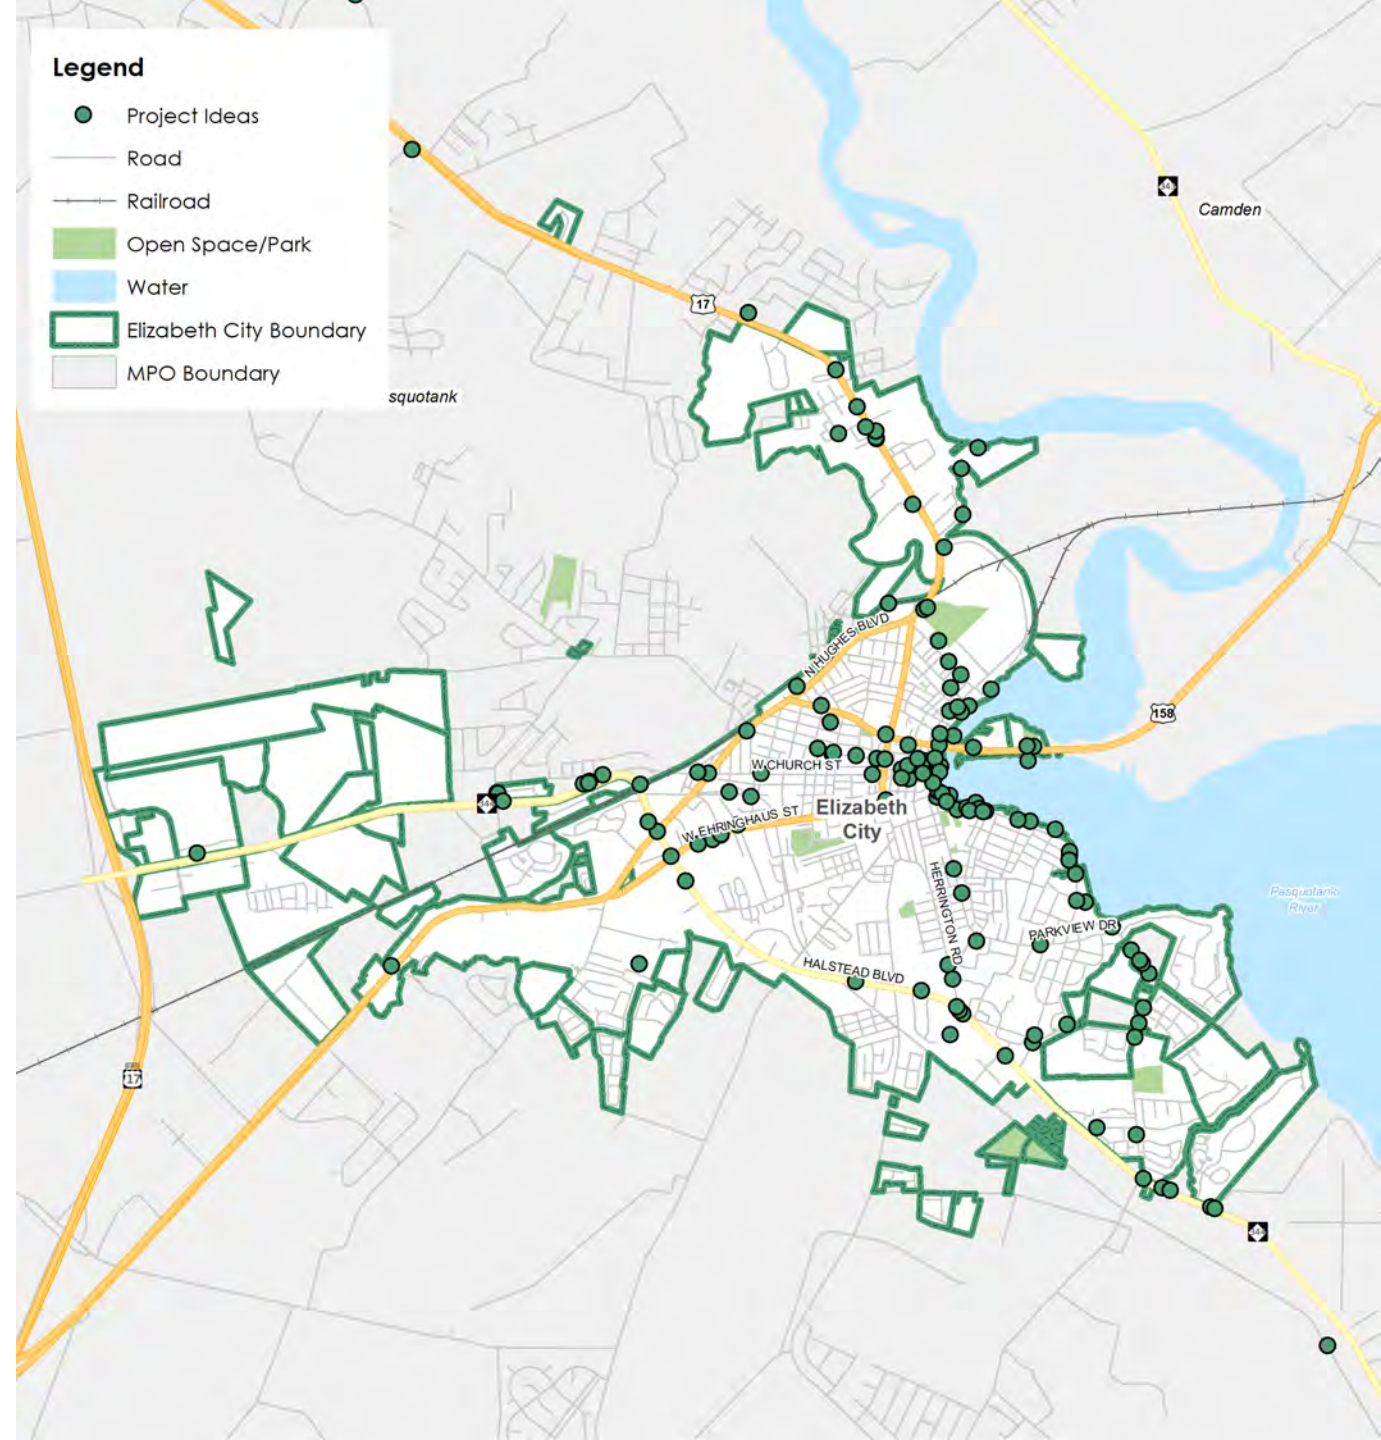 Legend
Project Ideas
Road
Railroad
Open Space/Park
Water
Elizabeth City Boundary
MPO Boundary
squotank
Camden
17
N HUGHES BLVD
158
W CHURCH ST
Elizabeth
City
W EHRINGHAUS ST
HERRINGTON RD
Pasquotank
River
PARKVIEW DR
HALSTEAD BLVD
17